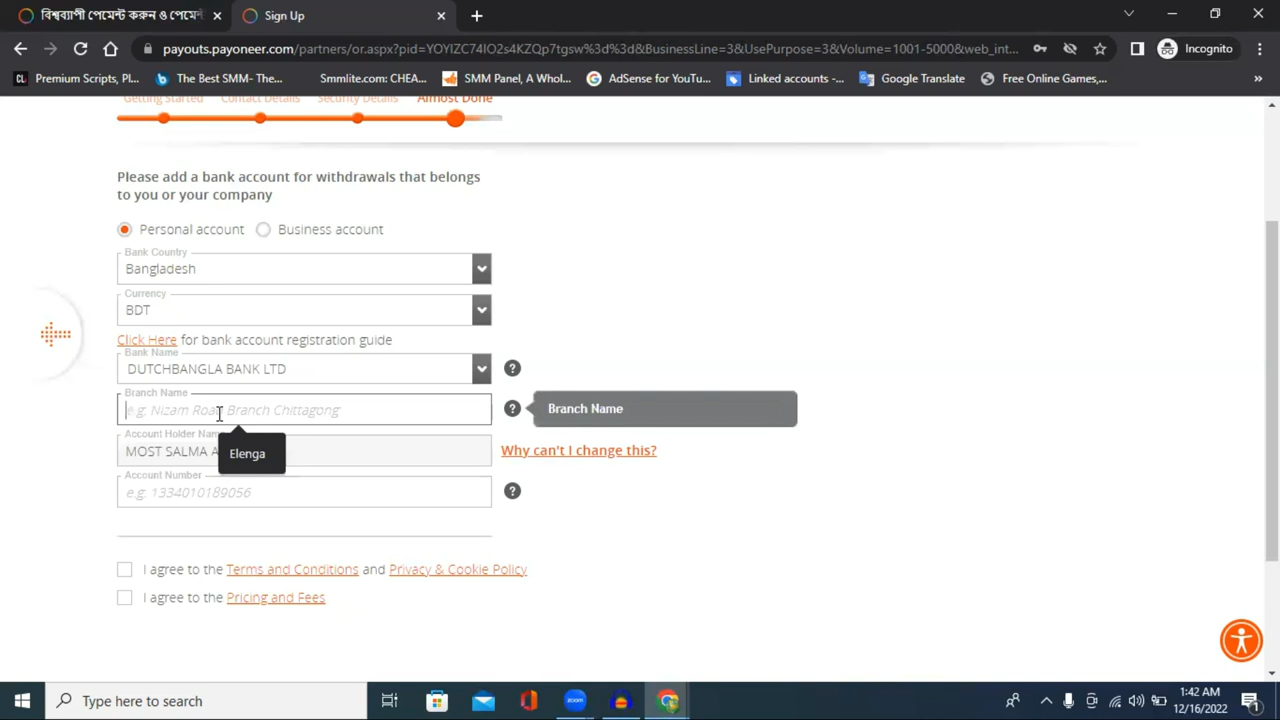 বিশ্বব্যাপী পেমেন্ট করুন ও পেমেন্ট
Sign Up
payouts.payoneer.com/partners/or.aspx?pid=YOYIZC74IO2s4KZQp7tgsw%3d%3d&BusinessLine=3&UsePurpose=3&Volume=1001-5000&web_int...
Incognito
Premium Scripts, Pl...
The Best SMM- The...
Smmlite.com: CHEA...
SMM Panel, A Whol...
AdSense for YouTu...
Linked accounts -...
Google Translate
Free Online Games,...
»
Getting Started
Contact Details
Security Details
Almost Done
Please add a bank account for withdrawals that belongs
to you or your company
Personal account
Business account
Bank Country
Bangladesh
Currency
BDT
Click Here for bank account registration guide
Bank Name
DUTCHBANGLA BANK LTD
?
Branch Name
e.g: Nizam Road Branch Chittagong
?
Branch Name
Account Holder Nam
MOST SALMA A
Elenga
Why can't I change this?
Account Number
e.g: 1334010189056
?
I agree to the Terms and Conditions and Privacy & Cookie Policy
I agree to the Pricing and Fees
Type here to search
zoom
1:42 AM
12/16/2022
1